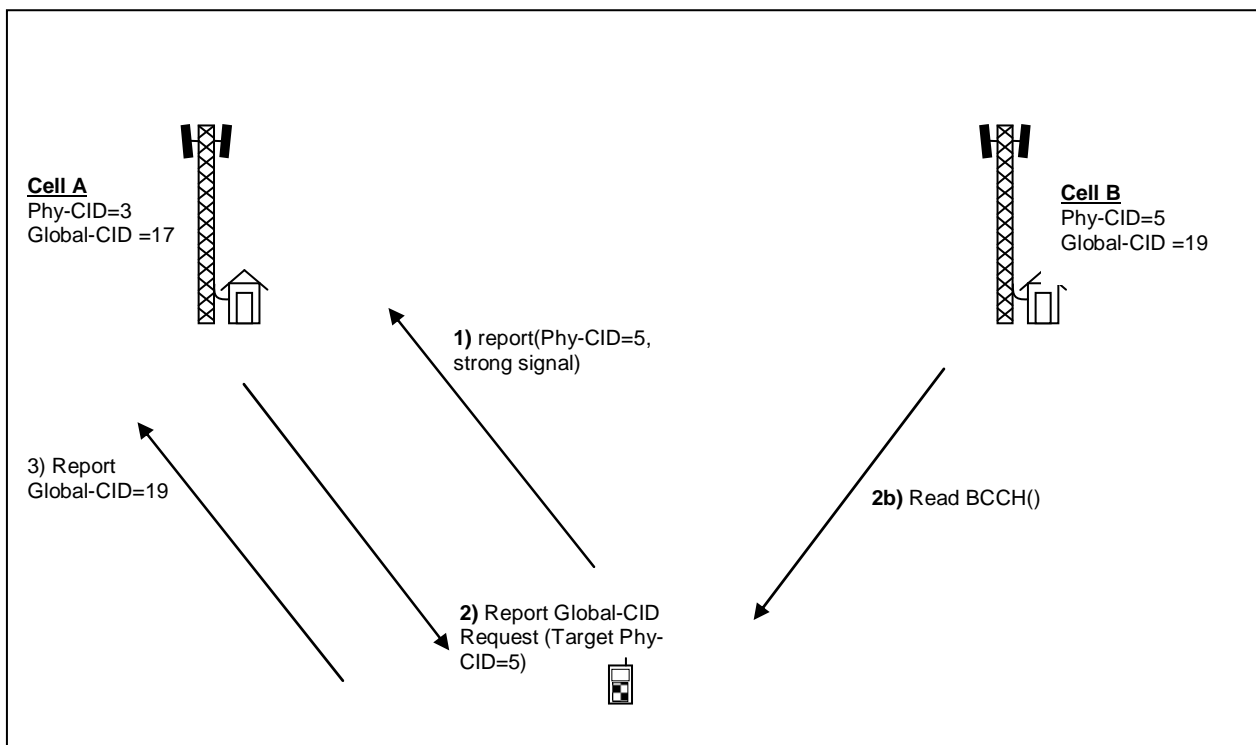 Cell A
Phy-CID=3
Global-CID =17
Cell B
Phy-CID=5
Global-CID =19
1) report(Phy-CID=5,
strong signal)
3) Report
Global-CID=19
2b) Read BCCH()
2) Report Global-CID
Request (Target Phy-
CID=5)